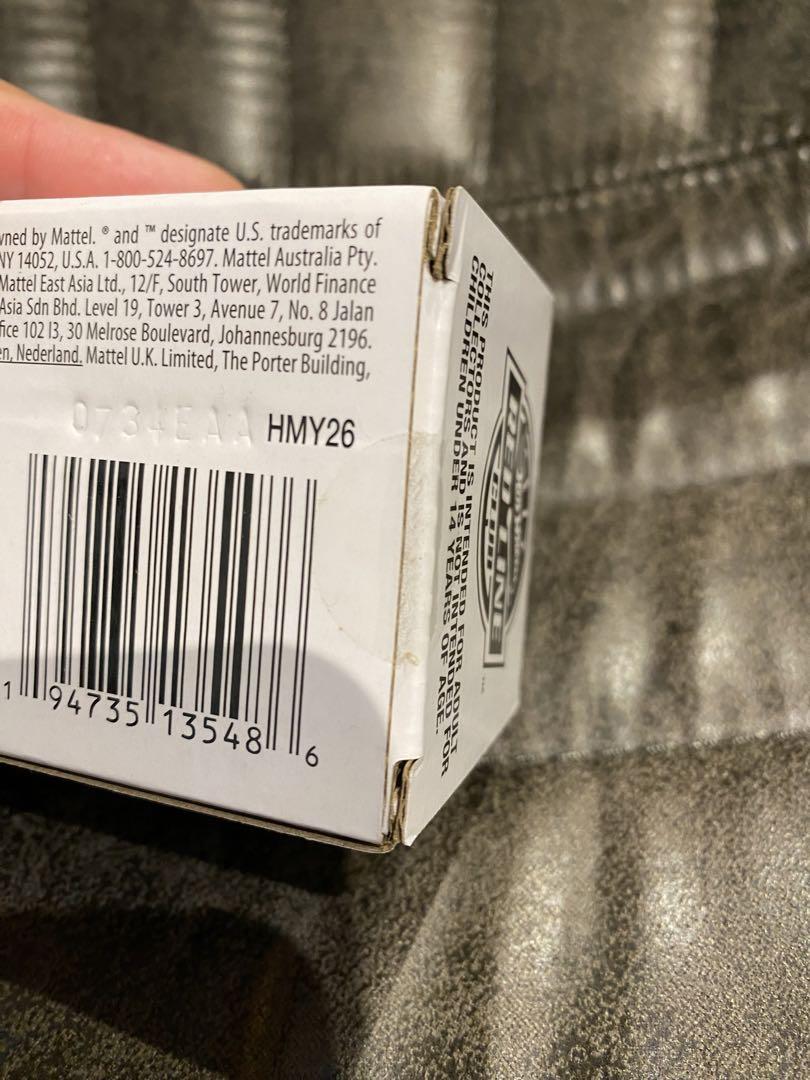 wned by Mattel. ® and ™ designate U.S. trademarks of
NY 14052, U.S.A. 1-800-524-8697. Mattel Australia Pty.
Mattel East Asia Ltd., 12/F, South Tower, World Finance
Asia Sdn Bhd. Level 19, Tower 3, Avenue 7, No. 8 Jalan
fice 102 I3, 30 Melrose Boulevard, Johannesburg 2196.
en, Nederland. Mattel U.K. Limited, The Porter Building,
0734EAA HMY26
1 94735 13548 6
THIS PRODUCT IS INTENDED FOR ADULT
COLLECTORS AND IS NOT INTENDED FOR
CHILDREN UNDER 14 YEARS OF AGE.
RED LINE
CLUB